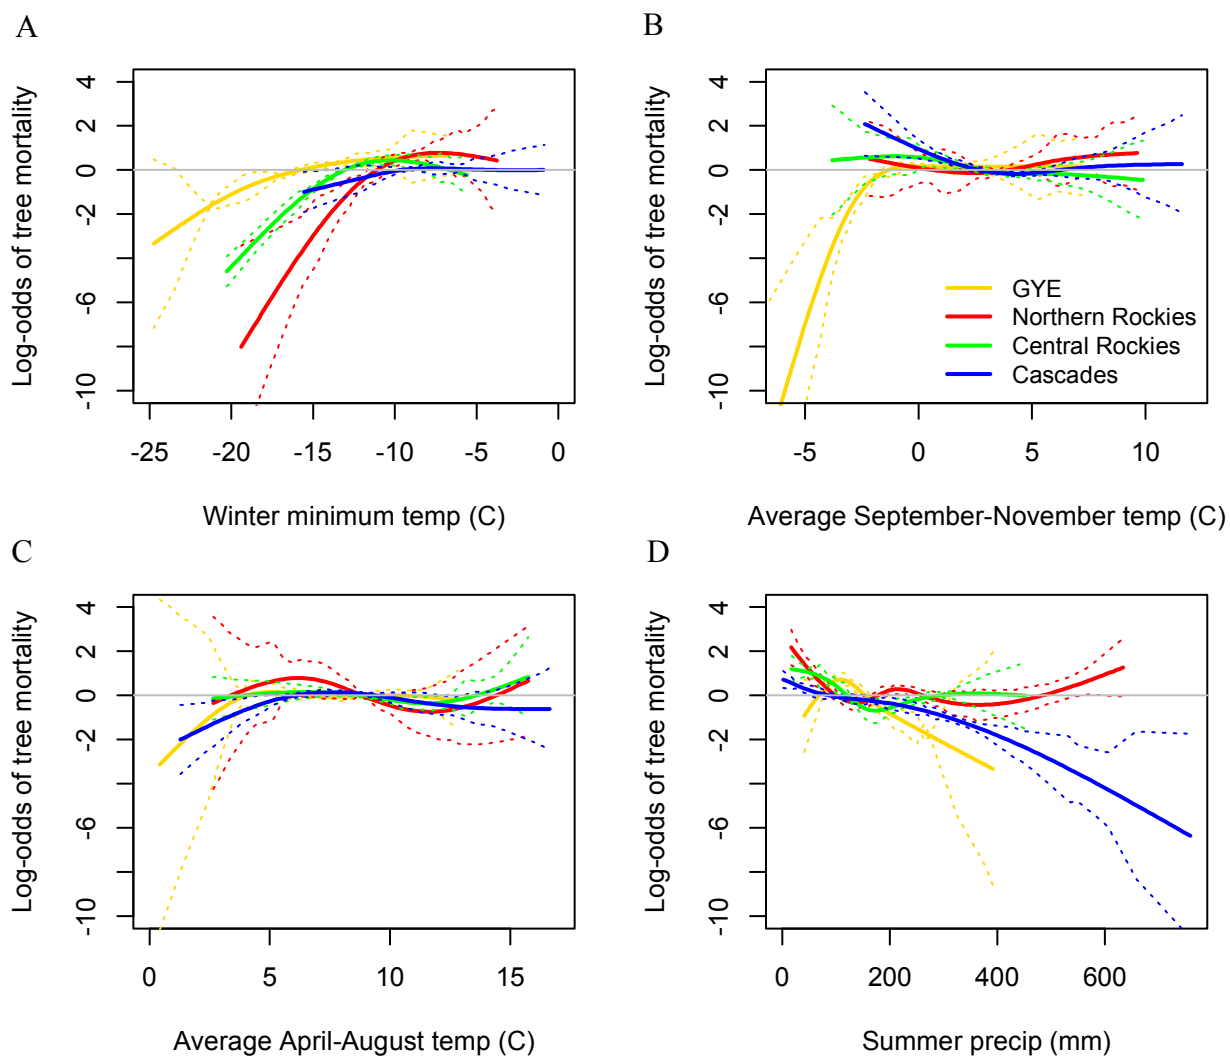 A
B
Log-odds of tree mortality
4
2
0
-2
-6
-10
-25
-20
-15
-10
-5
0
Winter minimum temp (C)
Log-odds of tree mortality
4
2
0
-2
-6
-10
GYE
Northern Rockies
Central Rockies
Cascades
-5
0
5
10
Average September-November temp (C)
C
D
Log-odds of tree mortality
4
2
0
-2
-6
-10
0
5
10
15
Average April-August temp (C)
Log-odds of tree mortality
4
2
0
-2
-6
-10
0
200
400
600
Summer precip (mm)